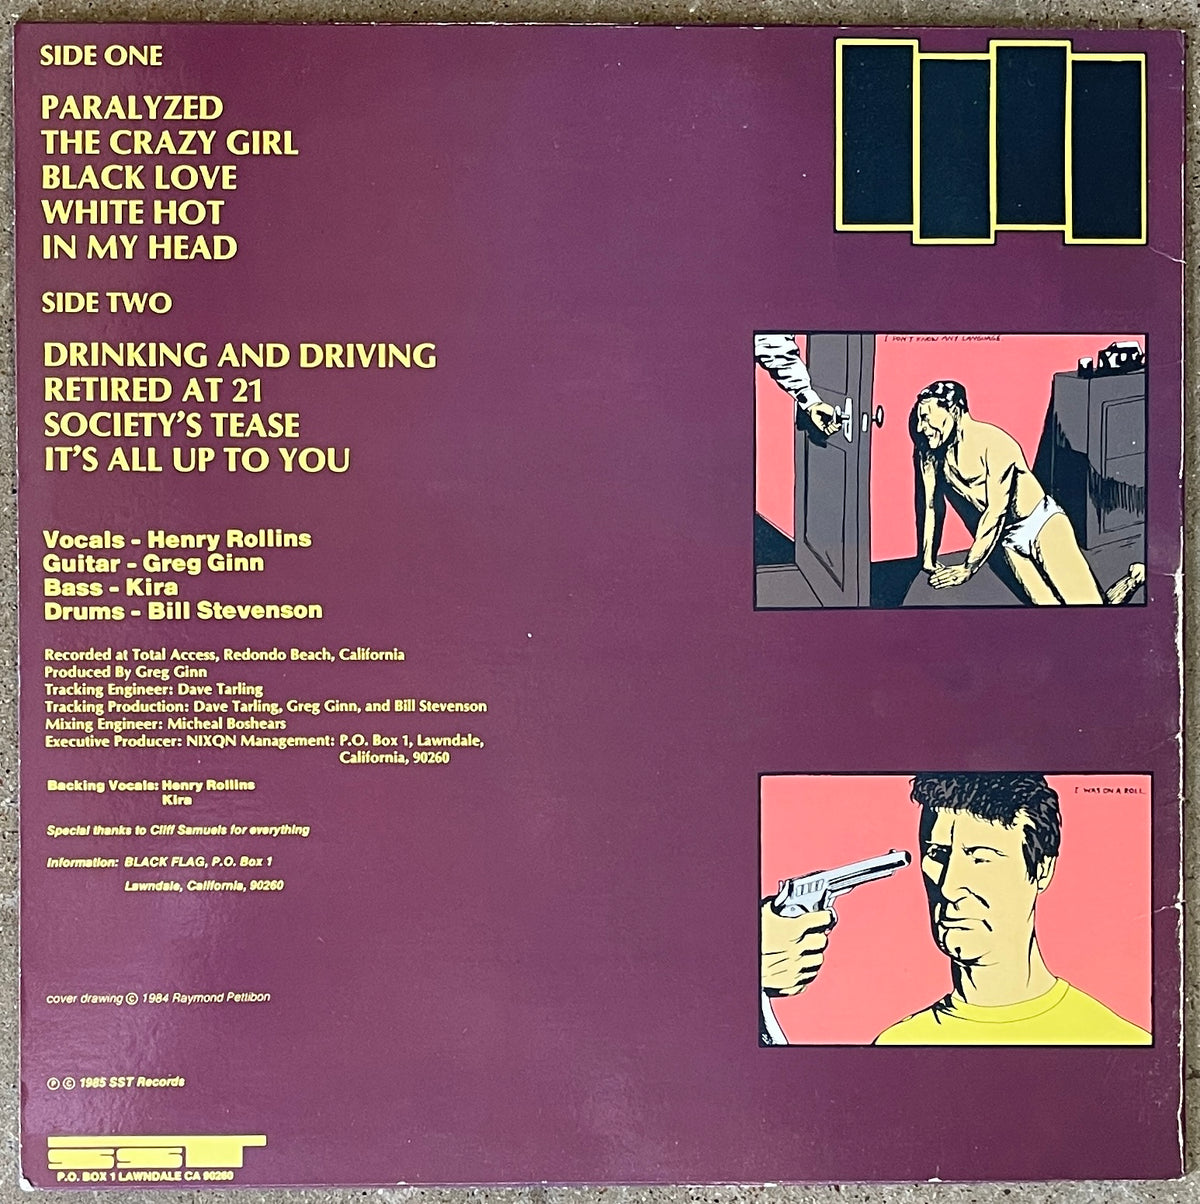 SIDE ONE
PARALYZED
THE CRAZY GIRL
BLACK LOVE
WHITE HOT
IN MY HEAD
SIDE TWO
DRINKING AND DRIVING
RETIRED AT 21
SOCIETY'S TEASE
IT'S ALL UP TO YOU
Vocals - Henry Rollins
Guitar - Greg Ginn
Bass - Kira
Drums - Bill Stevenson
Recorded at Total Access, Redondo Beach, California
Produced By Greg Ginn
Tracking Engineer: Dave Tarling
Tracking Production: Dave Tarling, Greg Ginn, and Bill Stevenson
Mixing Engineer: Micheal Boshears
Executive Producer: NIXQN Management: P.O. Box 1, Lawndale,
California, 90260
Backing Vocals: Henry Rollins
Kira
Special thanks to Cliff Samuels for everything
Information: BLACK FLAG, P.O. Box 1
Lawndale, California, 90260
cover drawing © 1984 Raymond Pettibon
℗ © 1985 SST Records
SST
P.O. BOX 1 LAWNDALE CA 90260
I DON'T KNOW ANY LANGUAGE.
I WAS ON A ROLL.